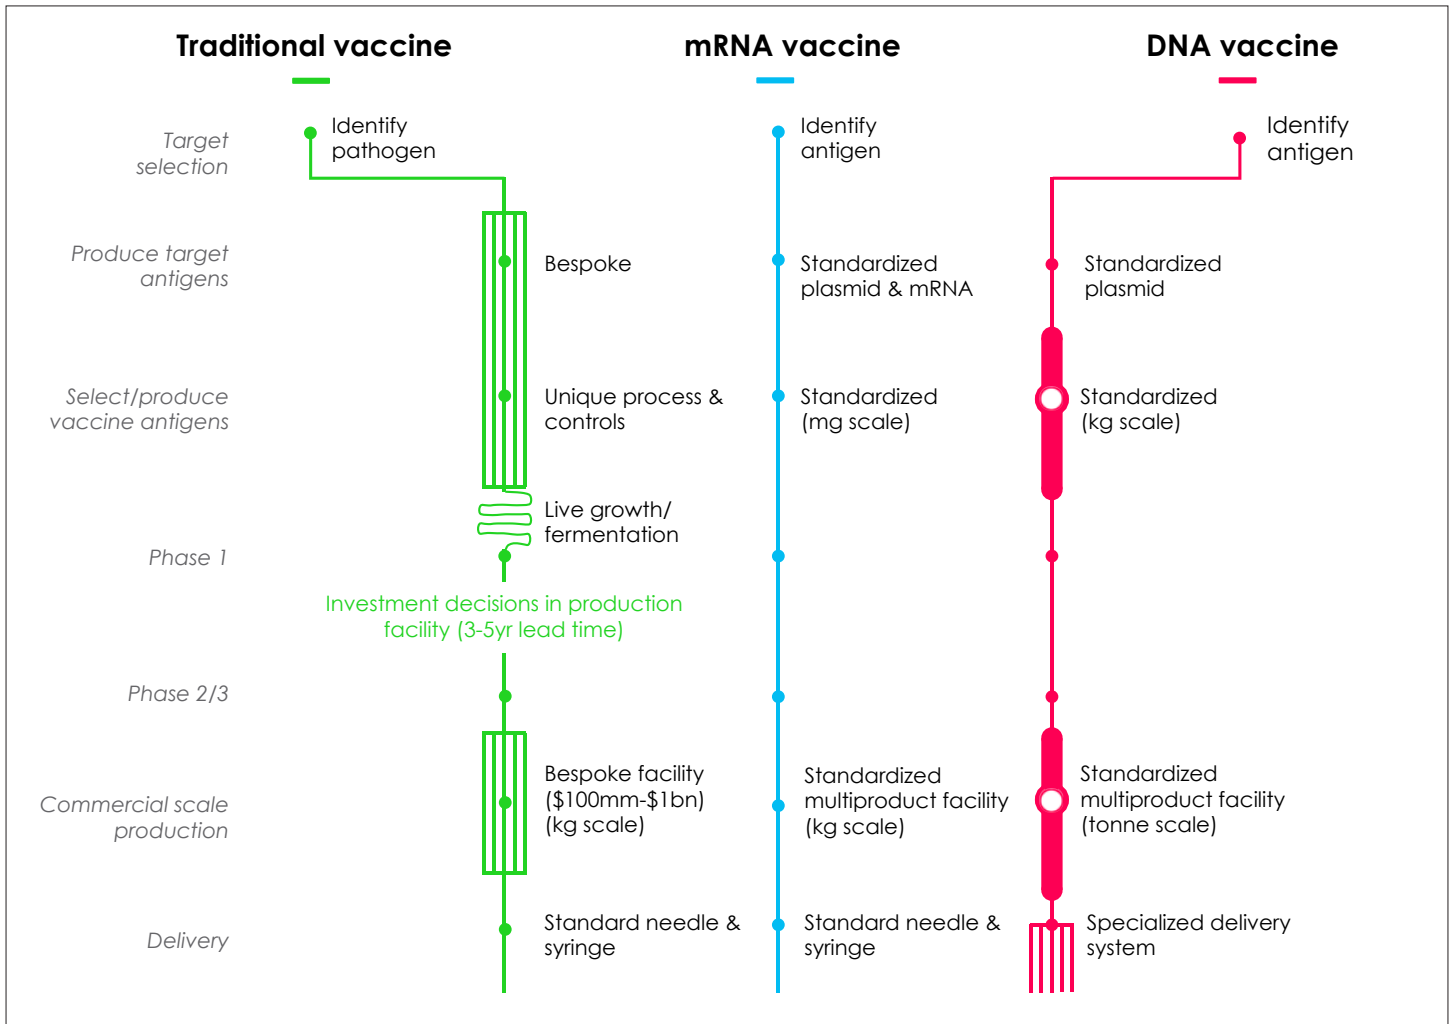 Traditional vaccine
mRNA vaccine
DNA vaccine
Target
selection
Identify
pathogen
Identify
antigen
Identify
antigen
Produce target
antigens
Bespoke
Standardized
plasmid & mRNA
Standardized
plasmid
Select/produce
vaccine antigens
Unique process &
controls
Standardized
(mg scale)
Standardized
(kg scale)
Live growth/
fermentation
Phase 1
Investment decisions in production
facility (3-5yr lead time)
Phase 2/3
Commercial scale
production
Bespoke facility
($100mm-$1bn)
(kg scale)
Standardized
multiproduct facility
(kg scale)
Standardized
multiproduct facility
(tonne scale)
Delivery
Standard needle &
syringe
Standard needle &
syringe
Specialized delivery
system